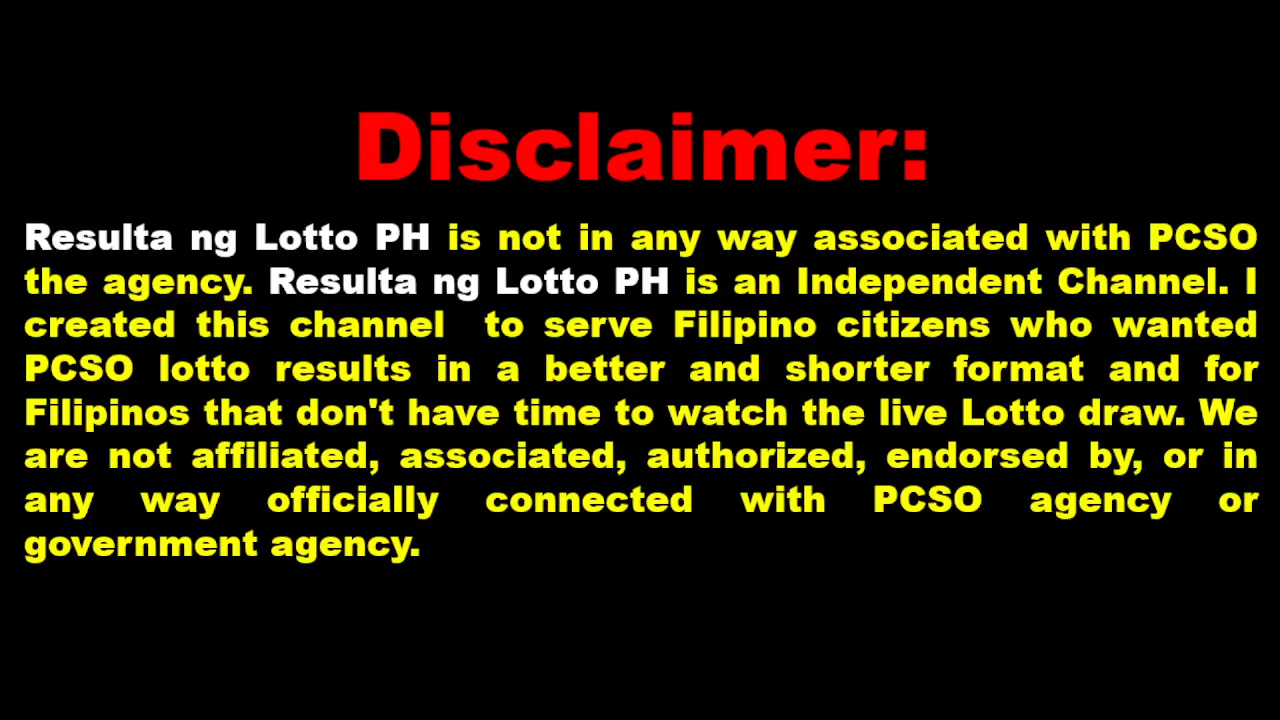 Disclaimer:
Resulta ng Lotto PH is not in any way associated with PCSO
the agency. Resulta ng Lotto PH is an Independent Channel. I
created this channel  to serve Filipino citizens who wanted
PCSO lotto results in a better and shorter format and for
Filipinos that don't have time to watch the live Lotto draw. We
are not affiliated, associated, authorized, endorsed by, or in
any way officially connected with PCSO agency or
government agency.